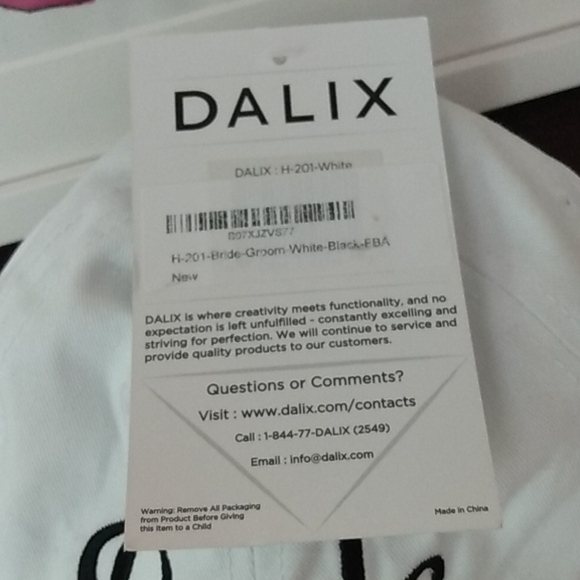 DALIX
DALIX : H-201-White
H-201-Bride-Groom-White-Black-FBA
New
DALIX is where creativity meets functionality, and no
expectation is left unfulfilled - constantly excelling and
striving for perfection. We will continue to service and
provide quality products to our customers.
Questions or Comments?
Visit : www.dalix.com/contacts
Call : 1-844-77-DALIX (2549)
Email : info@dalix.com
Warning: Remove All Packaging
from Product Before Giving
this Item to a Child
Made in China